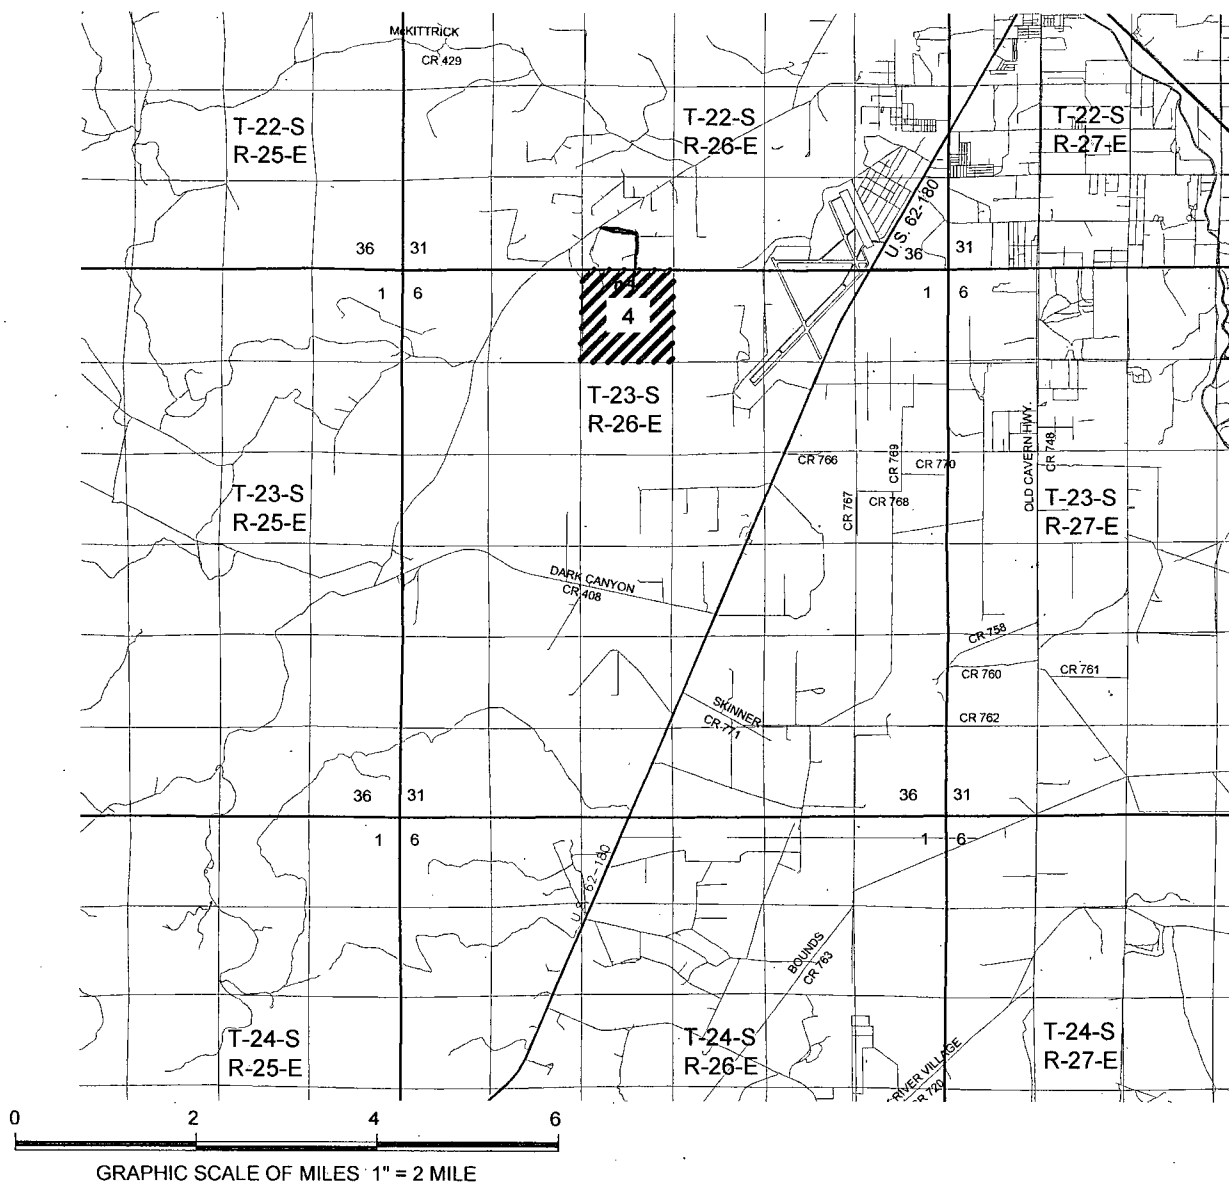 McKITTRICK
CR 429
T-22-S
R-25-E
T-22-S
R-26-E
T-22-S
R-27-E
U.S. 62-180
36
31
36
31
1
6
1
6
4
T-23-S
R-26-E
CR 766
CR 769
CR 770
CR 767
CR 768
OLD CAVERN HWY.
CR 748
T-23-S
R-25-E
T-23-S
R-27-E
DARK CANYON
CR 408
CR 758
CR 760
CR 761
SKINNER
CR 771
CR 762
36
31
36
31
1
6
1
6
U.S. 62-180
BOUNDS
CR 763
T-24-S
R-25-E
T-24-S
R-26-E
T-24-S
R-27-E
RIVER VILLAGE
CR 720
0 2 4 6
GRAPHIC SCALE OF MILES 1" = 2 MILE